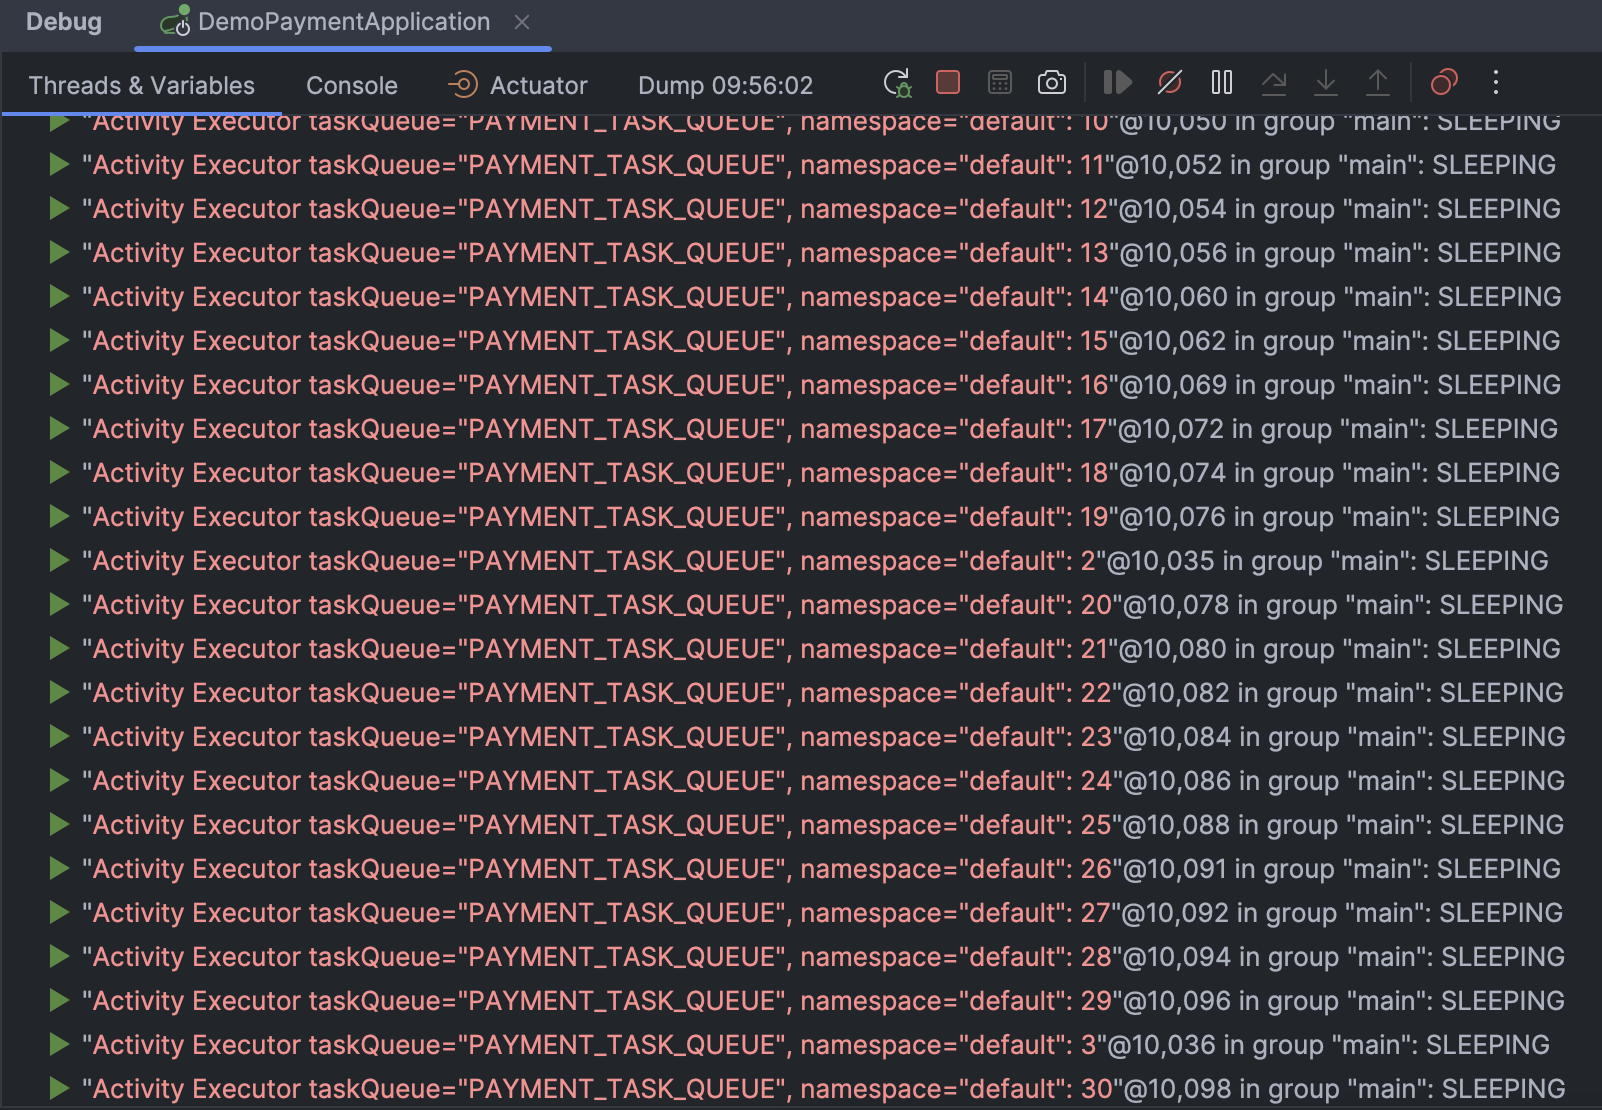 Debug DemoPaymentApplication
Threads & Variables Console Actuator Dump 09:56:02
"Activity Executor taskQueue="PAYMENT_TASK_QUEUE", namespace="default": 10"@10,050 in group "main": SLEEPING
"Activity Executor taskQueue="PAYMENT_TASK_QUEUE", namespace="default": 11"@10,052 in group "main": SLEEPING
"Activity Executor taskQueue="PAYMENT_TASK_QUEUE", namespace="default": 12"@10,054 in group "main": SLEEPING
"Activity Executor taskQueue="PAYMENT_TASK_QUEUE", namespace="default": 13"@10,056 in group "main": SLEEPING
"Activity Executor taskQueue="PAYMENT_TASK_QUEUE", namespace="default": 14"@10,060 in group "main": SLEEPING
"Activity Executor taskQueue="PAYMENT_TASK_QUEUE", namespace="default": 15"@10,062 in group "main": SLEEPING
"Activity Executor taskQueue="PAYMENT_TASK_QUEUE", namespace="default": 16"@10,069 in group "main": SLEEPING
"Activity Executor taskQueue="PAYMENT_TASK_QUEUE", namespace="default": 17"@10,072 in group "main": SLEEPING
"Activity Executor taskQueue="PAYMENT_TASK_QUEUE", namespace="default": 18"@10,074 in group "main": SLEEPING
"Activity Executor taskQueue="PAYMENT_TASK_QUEUE", namespace="default": 19"@10,076 in group "main": SLEEPING
"Activity Executor taskQueue="PAYMENT_TASK_QUEUE", namespace="default": 2"@10,035 in group "main": SLEEPING
"Activity Executor taskQueue="PAYMENT_TASK_QUEUE", namespace="default": 20"@10,078 in group "main": SLEEPING
"Activity Executor taskQueue="PAYMENT_TASK_QUEUE", namespace="default": 21"@10,080 in group "main": SLEEPING
"Activity Executor taskQueue="PAYMENT_TASK_QUEUE", namespace="default": 22"@10,082 in group "main": SLEEPING
"Activity Executor taskQueue="PAYMENT_TASK_QUEUE", namespace="default": 23"@10,084 in group "main": SLEEPING
"Activity Executor taskQueue="PAYMENT_TASK_QUEUE", namespace="default": 24"@10,086 in group "main": SLEEPING
"Activity Executor taskQueue="PAYMENT_TASK_QUEUE", namespace="default": 25"@10,088 in group "main": SLEEPING
"Activity Executor taskQueue="PAYMENT_TASK_QUEUE", namespace="default": 26"@10,091 in group "main": SLEEPING
"Activity Executor taskQueue="PAYMENT_TASK_QUEUE", namespace="default": 27"@10,092 in group "main": SLEEPING
"Activity Executor taskQueue="PAYMENT_TASK_QUEUE", namespace="default": 28"@10,094 in group "main": SLEEPING
"Activity Executor taskQueue="PAYMENT_TASK_QUEUE", namespace="default": 29"@10,096 in group "main": SLEEPING
"Activity Executor taskQueue="PAYMENT_TASK_QUEUE", namespace="default": 3"@10,036 in group "main": SLEEPING
"Activity Executor taskQueue="PAYMENT_TASK_QUEUE", namespace="default": 30"@10,098 in group "main": SLEEPING